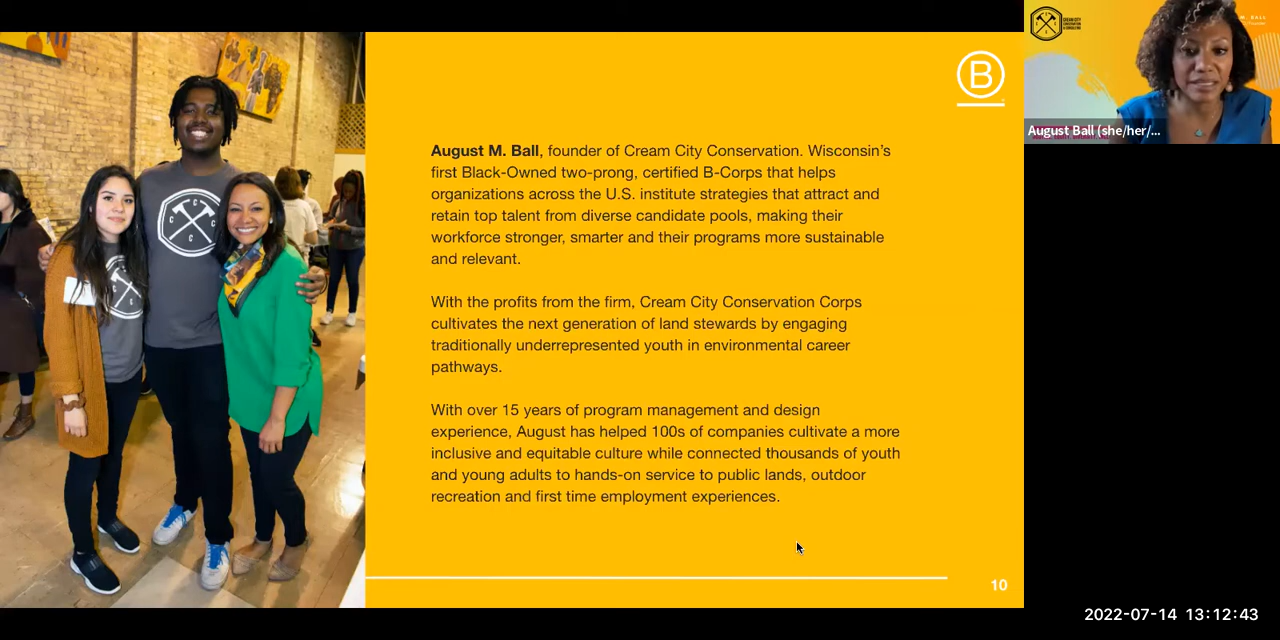 August M. Ball, founder of Cream City Conservation. Wisconsin's
first Black-Owned two-prong, certified B-Corps that helps
organizations across the U.S. institute strategies that attract and
retain top talent from diverse candidate pools, making their
workforce stronger, smarter and their programs more sustainable
and relevant.
With the profits from the firm, Cream City Conservation Corps
cultivates the next generation of land stewards by engaging
traditionally underrepresented youth in environmental career
pathways.
With over 15 years of program management and design
experience, August has helped 100s of companies cultivate a more
inclusive and equitable culture while connected thousands of youth
and young adults to hands-on service to public lands, outdoor
recreation and first time employment experiences.
10
B
C C C
CREAM CITY
CONSERVATION
& CONSULTING
M. BALL
August Ball (she/her/...
2022-07-14 13:12:43